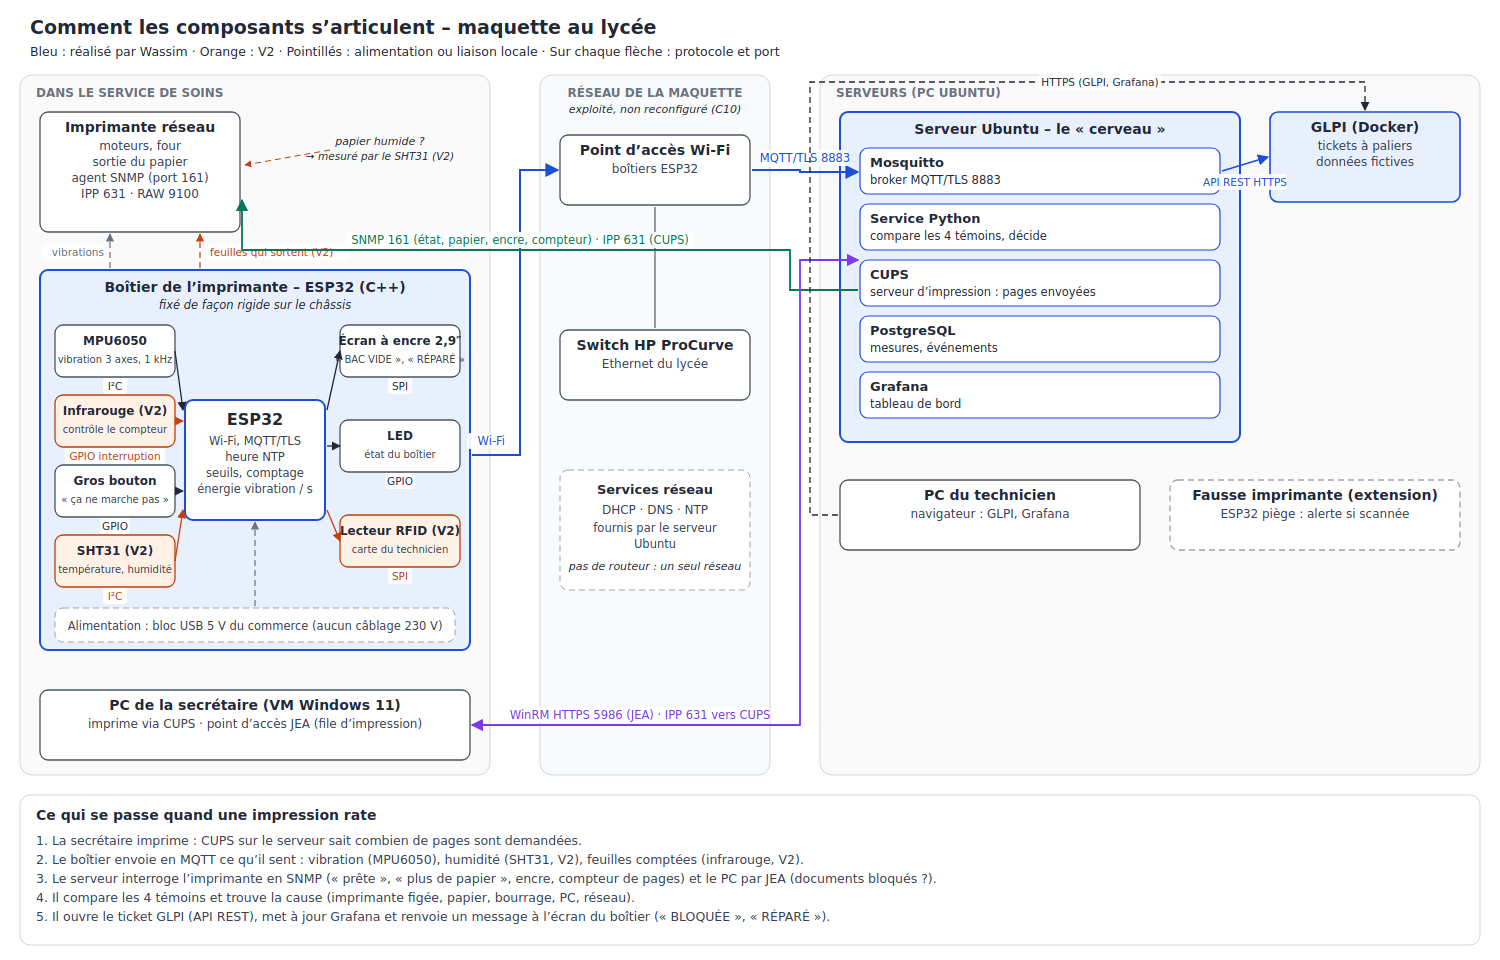 Comment les composants s’articulent – maquette au lycée
Bleu : réalisé par Wassim · Orange : V2 · Pointillés : alimentation ou liaison locale · Sur chaque flèche : protocole et port
DANS LE SERVICE DE SOINS
Imprimante réseau
moteurs, four
sortie du papier
agent SNMP (port 161)
IPP 631 · RAW 9100
papier humide ?
→ mesuré par le SHT31 (V2)
vibrations
feuilles qui sortent (V2)
SNMP 161 (état, papier, encre, compteur) · IPP 631 (CUPS)
Boîtier de l’imprimante – ESP32 (C++)
fixé de façon rigide sur le châssis
MPU6050
vibration 3 axes, 1 kHz
I²C
Infrarouge (V2)
contrôle le compteur
GPIO interruption
Gros bouton
« ça ne marche pas »
GPIO
SHT31 (V2)
température, humidité
I²C
ESP32
Wi-Fi, MQTT/TLS
heure NTP
seuils, comptage
énergie vibration / s
Écran à encre 2,9"
BAC VIDE », « RÉPARÉ »
SPI
LED
état du boîtier
GPIO
Lecteur RFID (V2)
carte du technicien
SPI
Alimentation : bloc USB 5 V du commerce (aucun câblage 230 V)
PC de la secrétaire (VM Windows 11)
imprime via CUPS · point d’accès JEA (file d’impression)
Wi-Fi
RÉSEAU DE LA MAQUETTE
exploité, non reconfiguré (C10)
Point d’accès Wi-Fi
boîtiers ESP32
Switch HP ProCurve
Ethernet du lycée
Services réseau
DHCP · DNS · NTP
fournis par le serveur
Ubuntu
pas de routeur : un seul réseau
WinRM HTTPS 5986 (JEA) · IPP 631 vers CUPS
MQTT/TLS 8883
HTTPS (GLPI, Grafana)
SERVEURS (PC UBUNTU)
Serveur Ubuntu – le « cerveau »
Mosquitto
broker MQTT/TLS 8883
Service Python
compare les 4 témoins, décide
CUPS
serveur d’impression : pages envoyées
PostgreSQL
mesures, événements
Grafana
tableau de bord
API REST HTTPS
GLPI (Docker)
tickets à paliers
données fictives
PC du technicien
navigateur : GLPI, Grafana
Fausse imprimante (extension)
ESP32 piège : alerte si scannée
Ce qui se passe quand une impression rate
1. La secrétaire imprime : CUPS sur le serveur sait combien de pages sont demandées.
2. Le boîtier envoie en MQTT ce qu’il sent : vibration (MPU6050), humidité (SHT31, V2), feuilles comptées (infrarouge, V2).
3. Le serveur interroge l’imprimante en SNMP (« prête », « plus de papier », encre, compteur de pages) et le PC par JEA (documents bloqués ?).
4. Il compare les 4 témoins et trouve la cause (imprimante figée, papier, bourrage, PC, réseau).
5. Il ouvre le ticket GLPI (API REST), met à jour Grafana et renvoie un message à l’écran du boîtier (« BLOQUÉE », « RÉPARÉ »).